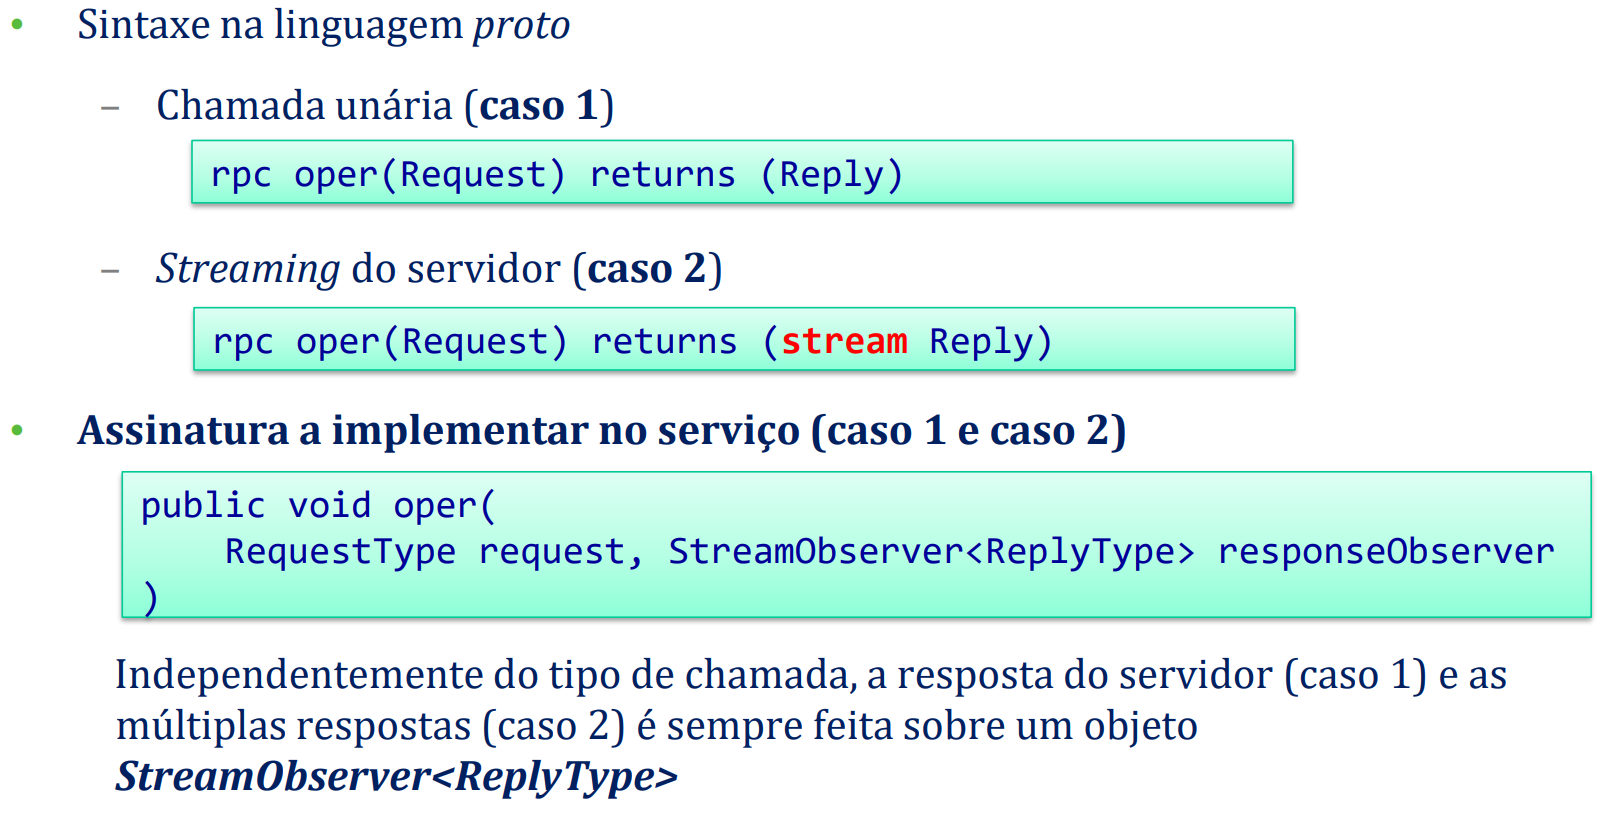 • Sintaxe na linguagem proto
– Chamada unária (caso 1)
rpc oper(Request) returns (Reply)
– Streaming do servidor (caso 2)
rpc oper(Request) returns (stream Reply)
• Assinatura a implementar no serviço (caso 1 e caso 2)
public void oper(
RequestType request, StreamObserver<ReplyType> responseObserver
)
Independentemente do tipo de chamada, a resposta do servidor (caso 1) e as
múltiplas respostas (caso 2) é sempre feita sobre um objeto
StreamObserver<ReplyType>